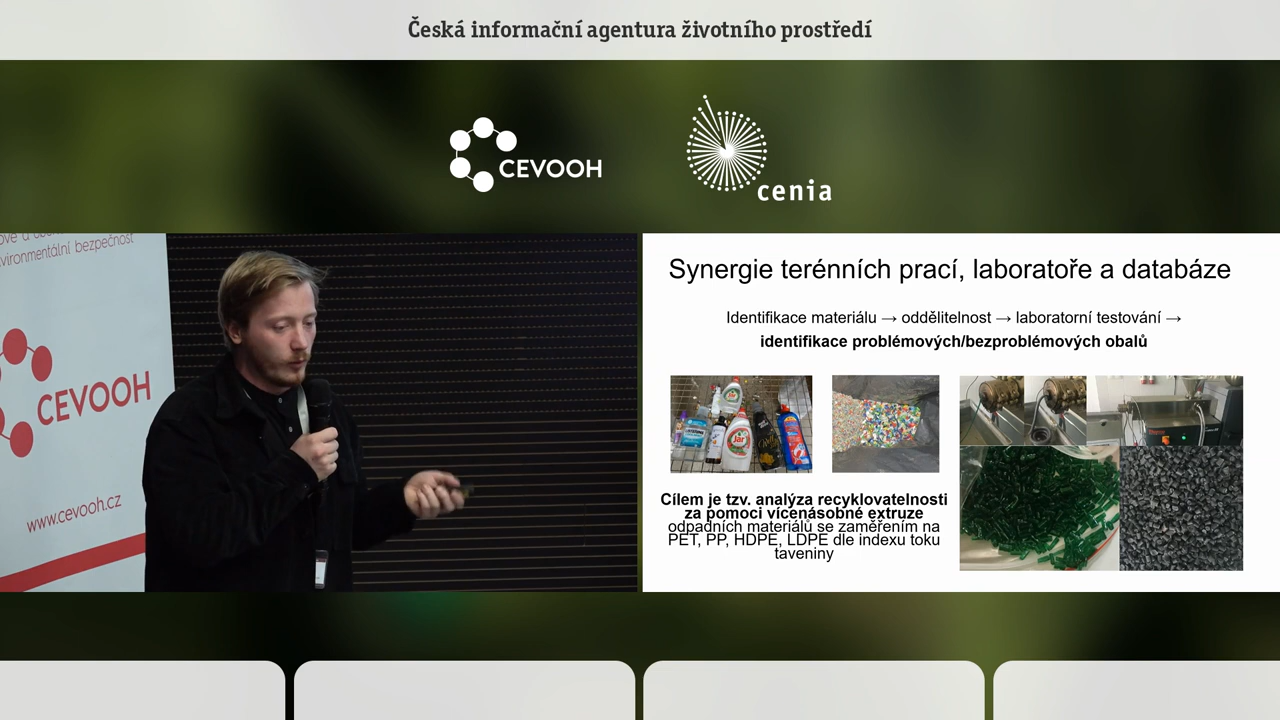 Česká informační agentura životního prostředí
CEVOOH
cenia
environmentální bezpečnost
CEVOOH
www.cevooh.cz
Synergie terénních prací, laboratoře a databáze
Identifikace materiálu → oddělitelnost → laboratorní testování →
identifikace problémových/bezproblémových obalů
Jar
Cílem je tzv. analýza recyklovatelnosti
za pomoci vícenásobné extruze
odpadních materiálů se zaměřením na
PET, PP, HDPE, LDPE dle indexu toku
taveniny